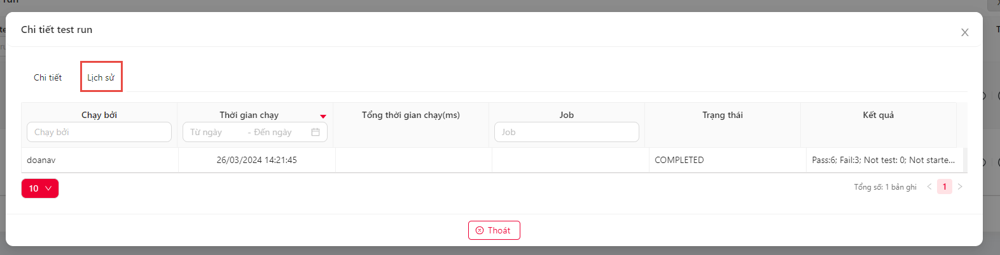 run
Chi tiết test run
Chi tiết
Lịch sử
Chạy bởi
Thời gian chạy
Tổng thời gian chạy(ms)
Job
Trạng thái
Kết quả
Chạy bởi
Từ ngày - Đến ngày
Job
doanav
26/03/2024 14:21:45
COMPLETED
Pass:6; Fail:3; Not test: 0; Not starte...
10
Tổng số: 1 bản ghi
1
Thoát